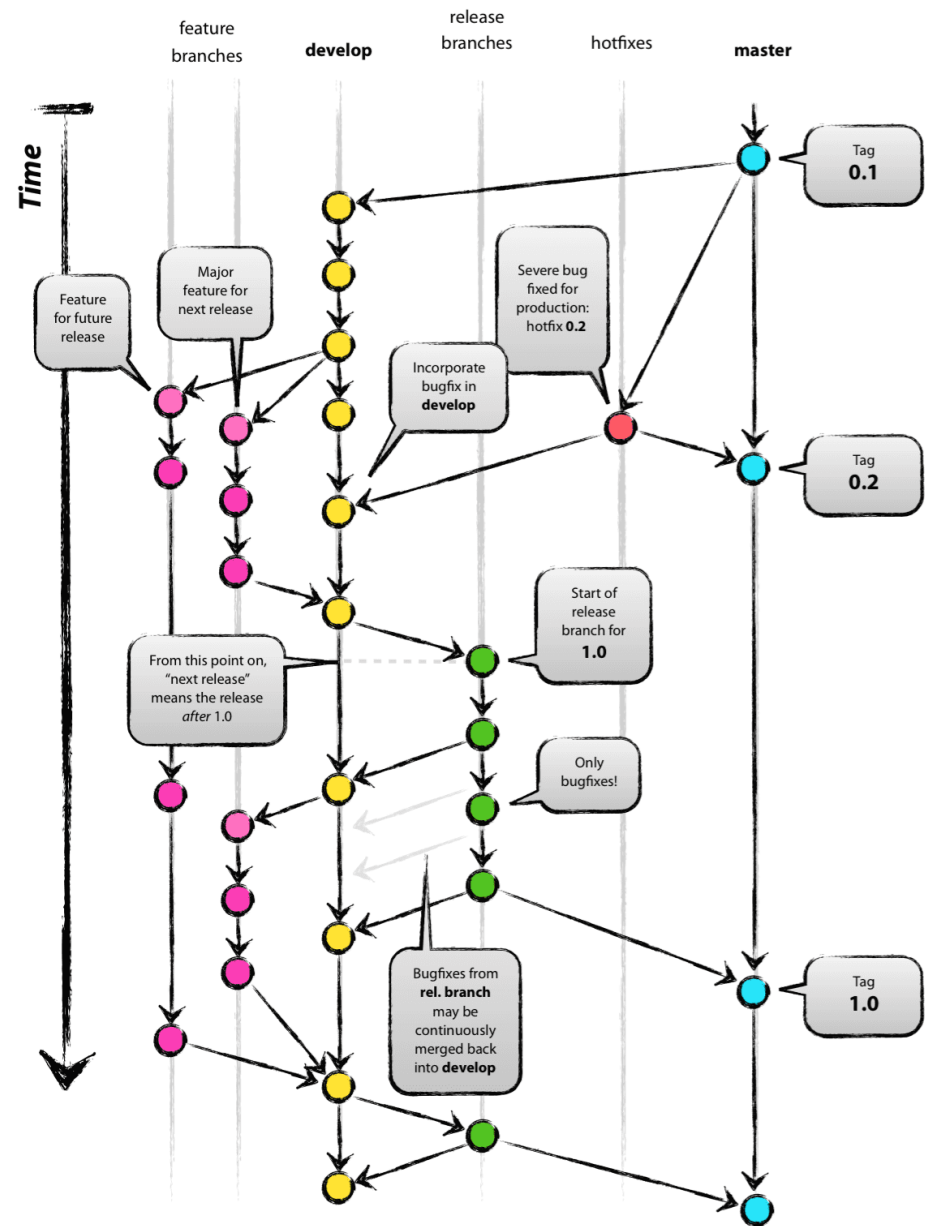 feature
branches
develop
release
branches
hotfixes
master
Time
Tag
0.1
Major
feature for
next release
Severe bug
fixed for
production:
hotfix 0.2
Feature
for future
release
Incorporate
bugfix in
develop
Tag
0.2
Start of
release
branch for
1.0
From this point on,
“next release”
means the release
after 1.0
Only
bugfixes!
Bugfixes from
rel. branch
may be
continuously
merged back
into develop
Tag
1.0